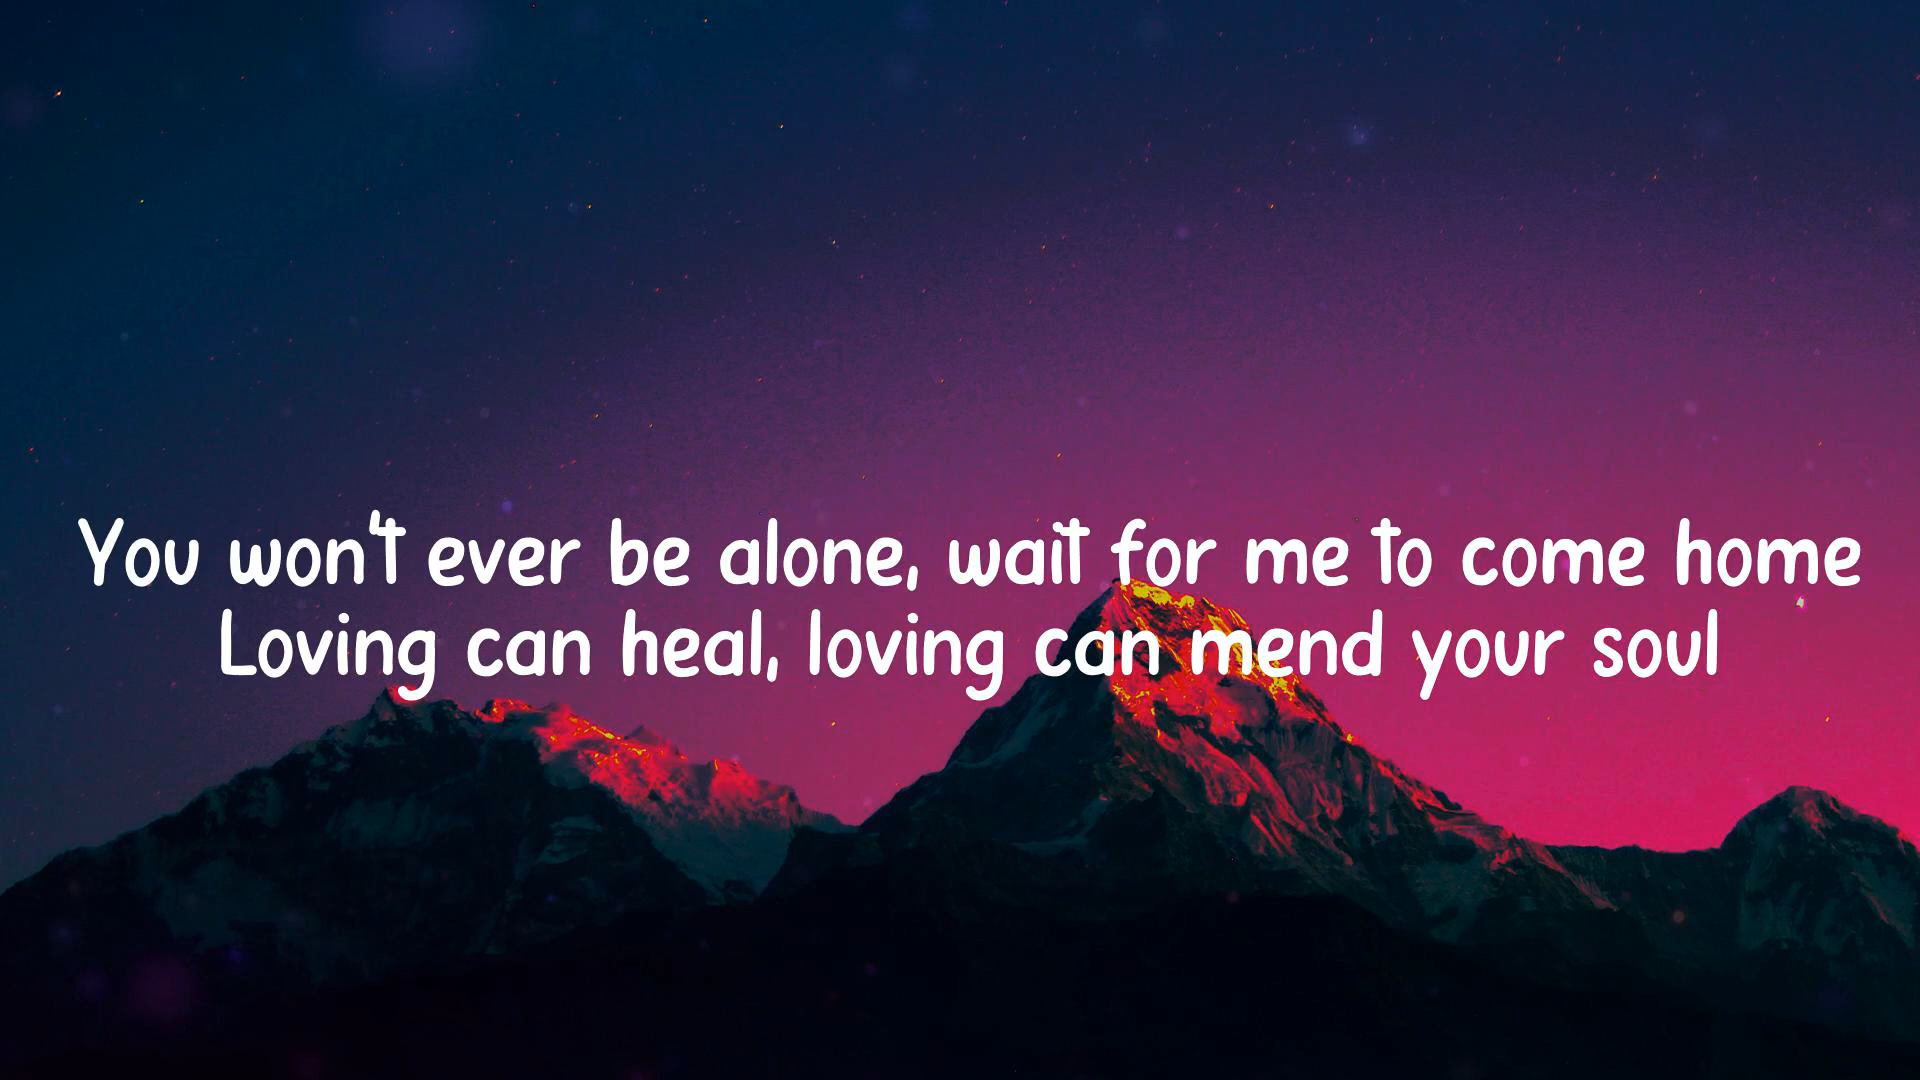 You won't ever be alone, wait for me to come home
Loving can heal, loving can mend your soul